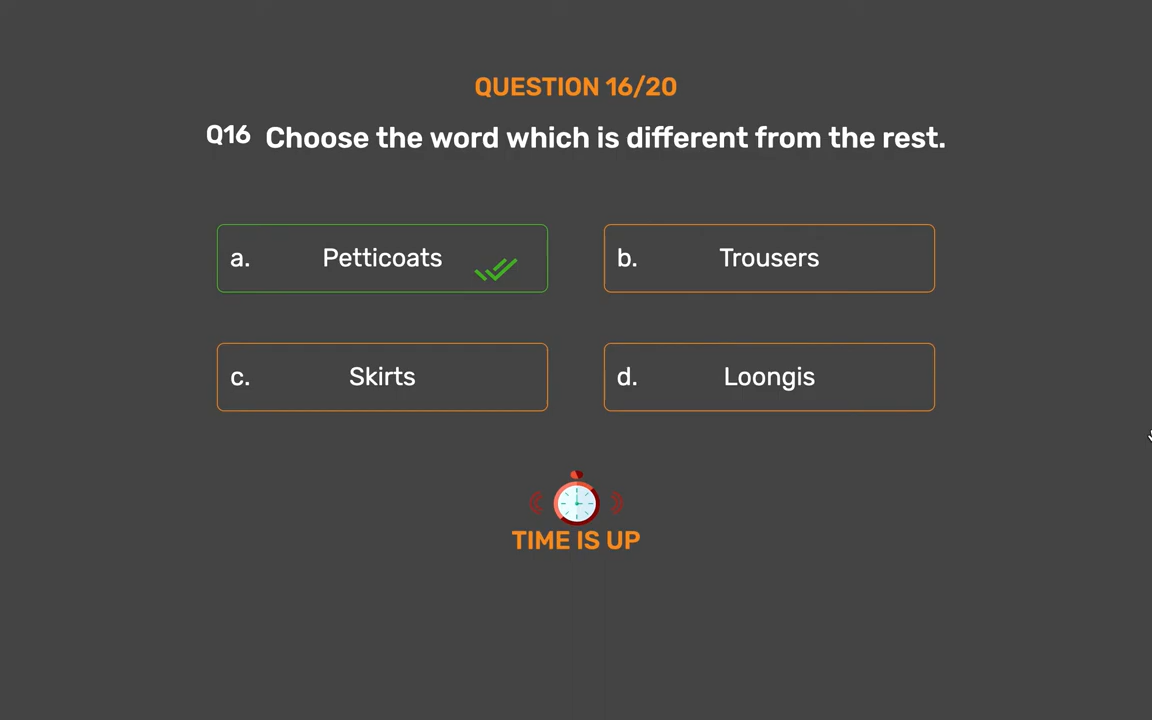 QUESTION 16/20
Q16 Choose the word which is different from the rest.
a. Petticoats
b. Trousers
c. Skirts
d. Loongis
TIME IS UP